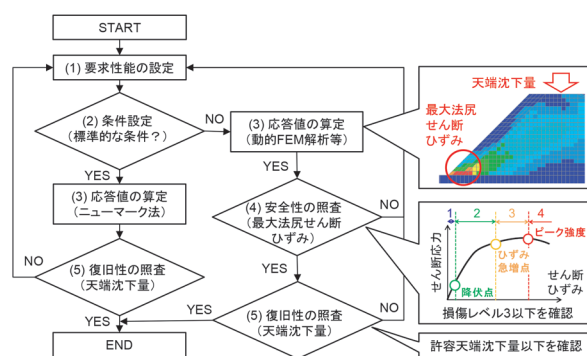 START
(1) 要求性能の設定
(2) 条件設定
(標準的な条件？)
NO
YES
(3) 応答値の算定
(ニューマーク法)
(5) 復旧性の照査
(天端沈下量)
NO
YES
END
(3) 応答値の算定
(動的FEM解析等)
YES
(4) 安全性の照査
(最大法尻せん断
ひずみ)
NO
YES
(5) 復旧性の照査
(天端沈下量)
NO
YES
天端沈下量
最大法尻
せん断
ひずみ
1
2
3
4
ピーク強度
ひずみ
急増点
降伏点
せん断応力
せん断
ひずみ
損傷レベル3以下を確認
許容天端沈下量以下を確認